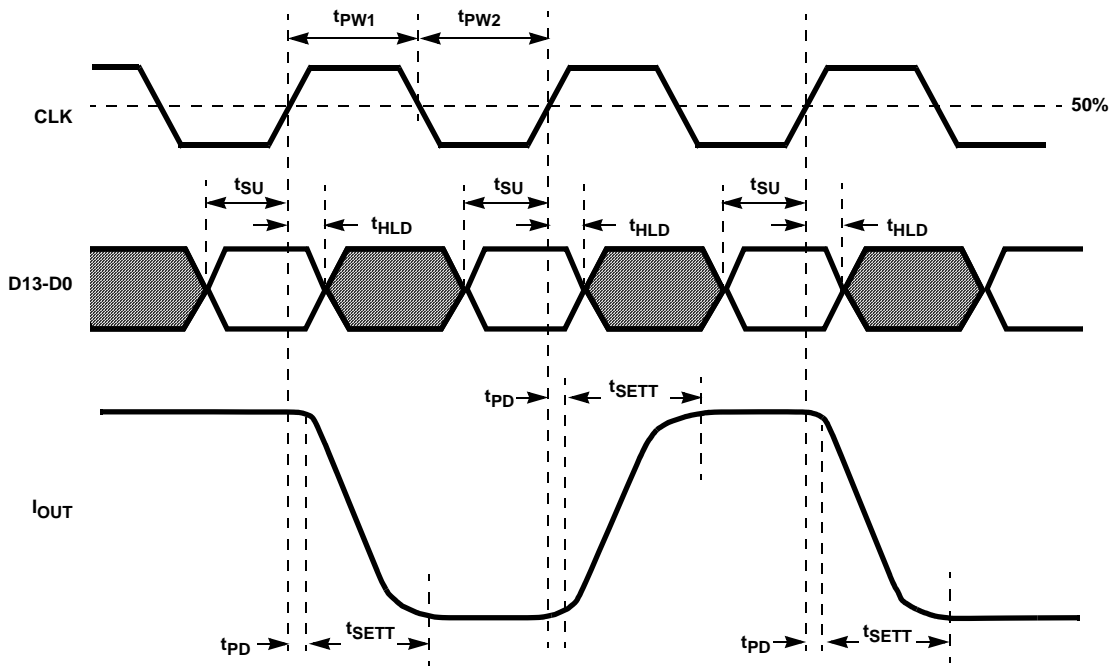 tPW1 tPW2
CLK
50%
tSU tSU tSU
tHLD tHLD tHLD
D13-D0
tPD tSETT
IOUT
tPD tSETT tPD tSETT